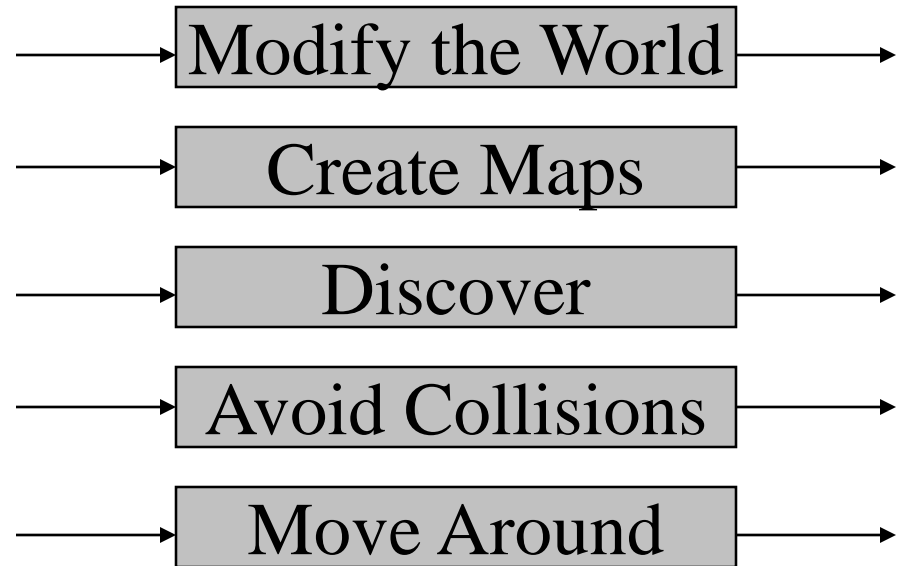 Modify the World
Create Maps
Discover
Avoid Collisions
Move Around